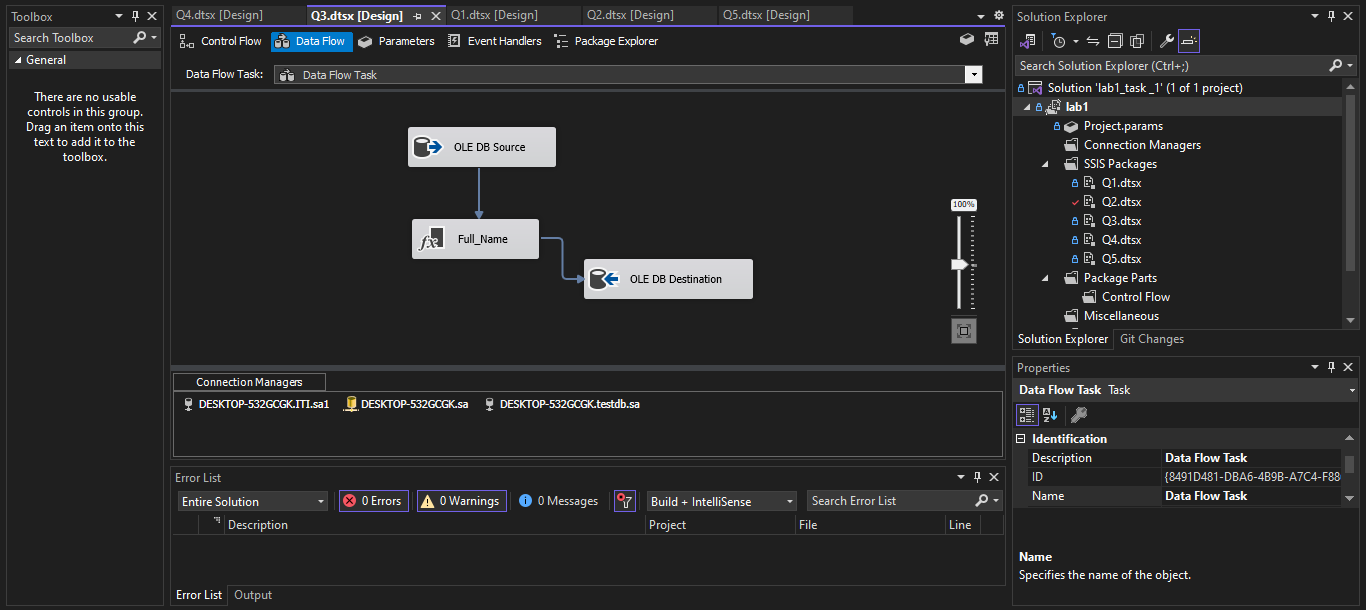 Toolbox
Search Toolbox
General
There are no usable
controls in this group.
Drag an item onto this
text to add it to the
toolbox.
Q4.dtsx [Design]
Q3.dtsx [Design]
Q1.dtsx [Design]
Q2.dtsx [Design]
Q5.dtsx [Design]
Control Flow
Data Flow
Parameters
Event Handlers
Package Explorer
Data Flow Task:
Data Flow Task
OLE DB Source
fx
Full_Name
OLE DB Destination
100%
Connection Managers
DESKTOP-532GCGK.ITI.sa1
DESKTOP-532GCGK.sa
DESKTOP-532GCGK.testdb.sa
Error List
Entire Solution
0 Errors
0 Warnings
0 Messages
Build + IntelliSense
Search Error List
Description
Project
File
Line
Error List
Output
Solution Explorer
Search Solution Explorer (Ctrl+;)
Solution 'lab1_task _1' (1 of 1 project)
lab1
Project.params
Connection Managers
SSIS Packages
Q1.dtsx
Q2.dtsx
Q3.dtsx
Q4.dtsx
Q5.dtsx
Package Parts
Control Flow
Miscellaneous
Solution Explorer
Git Changes
Properties
Data Flow Task Task
Identification
Description
Data Flow Task
ID
{8491D481-DBA6-4B9B-A7C4-F88
Name
Data Flow Task
Name
Specifies the name of the object.